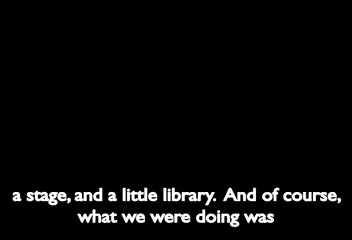 a stage, and a little library.  And of course,
what we were doing was